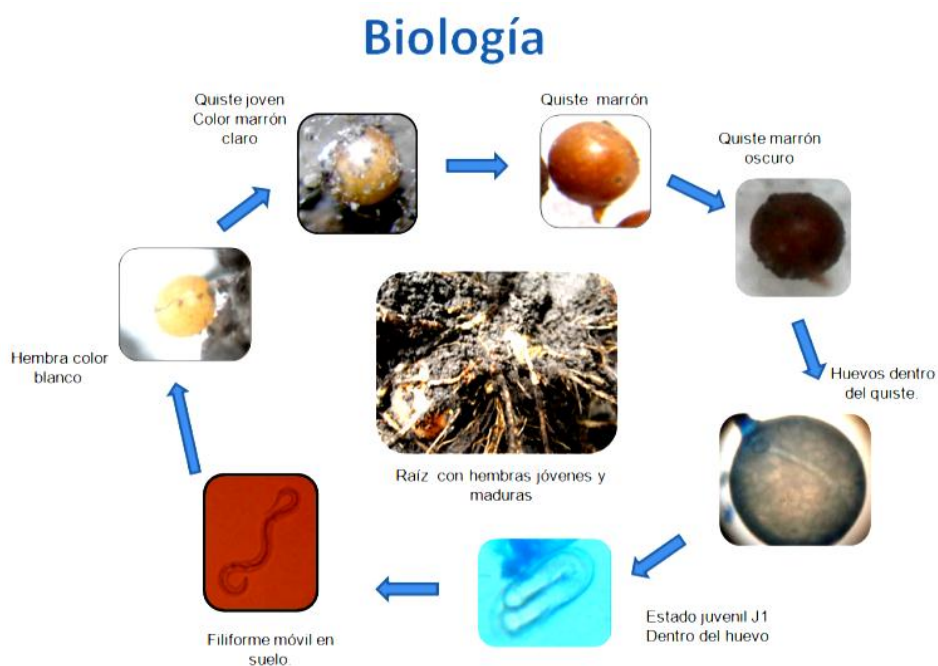 Biología
Quiste joven
Color marrón
claro
Quiste marrón
Quiste marrón
oscuro
Huevos dentro
del quiste.
Estado juvenil J1
Dentro del huevo
Filiforme móvil en
suelo.
Hembra color
blanco
Raíz con hembras jóvenes y
maduras